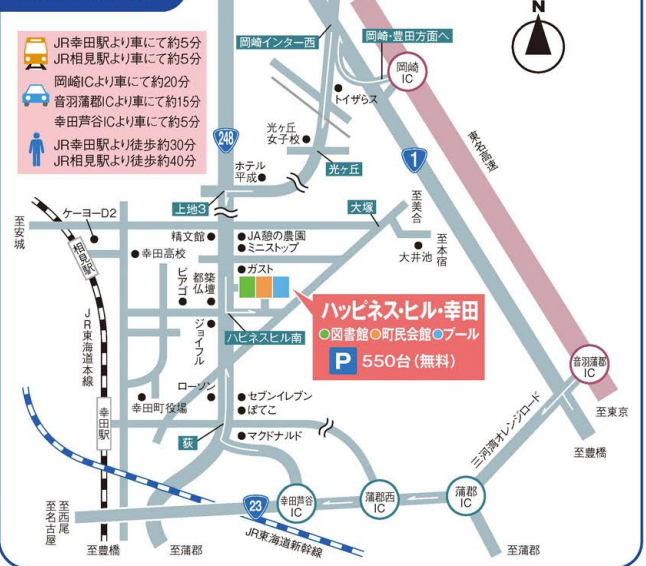 JR幸田駅より車にて約5分
JR相見駅より車にて約5分
岡崎ICより車にて約20分
音羽蒲郡ICより車にて約15分
幸田芦谷ICより車にて約5分
JR幸田駅より徒歩約30分
JR相見駅より徒歩約40分
N
岡崎インター西
岡崎・豊田方面へ
岡崎
IC
トイザらス
東名高速
248
1
光ヶ丘
女子校
光ヶ丘
ホテル
平成
上地3
大塚
至美合
至本宿
大井池
至安城
ケーヨーD2
相見駅
精文館
JA憩の農園
ミニストップ
幸田高校
ガスト
ピアゴ
都築仏壇
ハッピネス・ヒル・幸田
図書館 町民会館 プール
P 550台(無料)
ハピネスヒル南
ジョイフル
JR東海道本線
音羽蒲郡
IC
至東京
至豊橋
ローソン
セブンイレブン
ぽてこ
幸田町役場
幸田駅
荻
マクドナルド
三河湾オレンジロード
23
幸田芦谷
IC
蒲郡西
IC
蒲郡
IC
至西尾
至名古屋
JR東海道新幹線
至豊橋
至蒲郡
至蒲郡